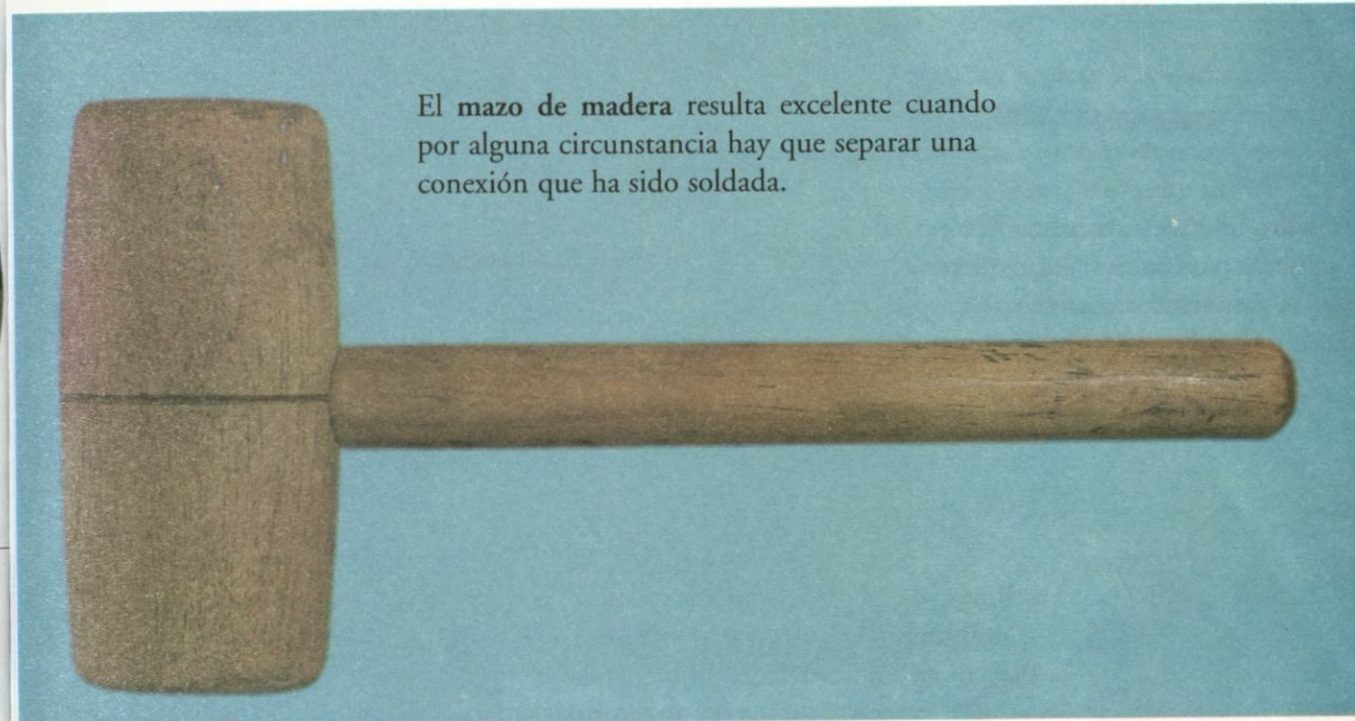 El mazo de madera resulta excelente cuando
por alguna circunstancia hay que separar una
conexión que ha sido soldada.